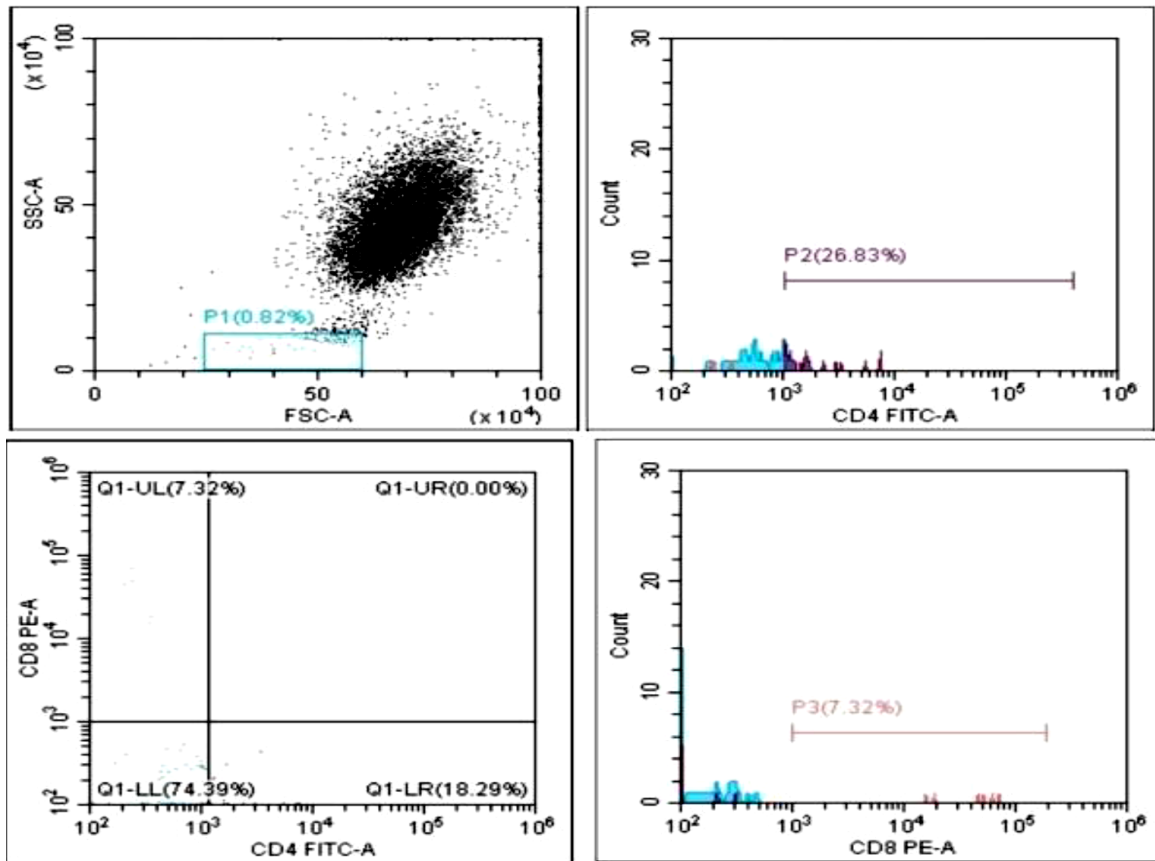 100
(x 10⁴)
SSC-A
50
P1(0.82%)
0
0 50 100
FSC-A (x 10⁴)
30
20
Count
P2(26.83%)
10
0
10² 10³ 10⁴ 10⁵ 10⁶
CD4 FITC-A
10⁶
Q1-UL(7.32%) Q1-UR(0.00%)
10⁵
CD8 PE-A
10⁴
10³
Q1-LL(74.39%) Q1-LR(18.29%)
10²
10² 10³ 10⁴ 10⁵ 10⁶
CD4 FITC-A
30
20
Count
10
P3(7.32%)
0
10² 10³ 10⁴ 10⁵ 10⁶
CD8 PE-A